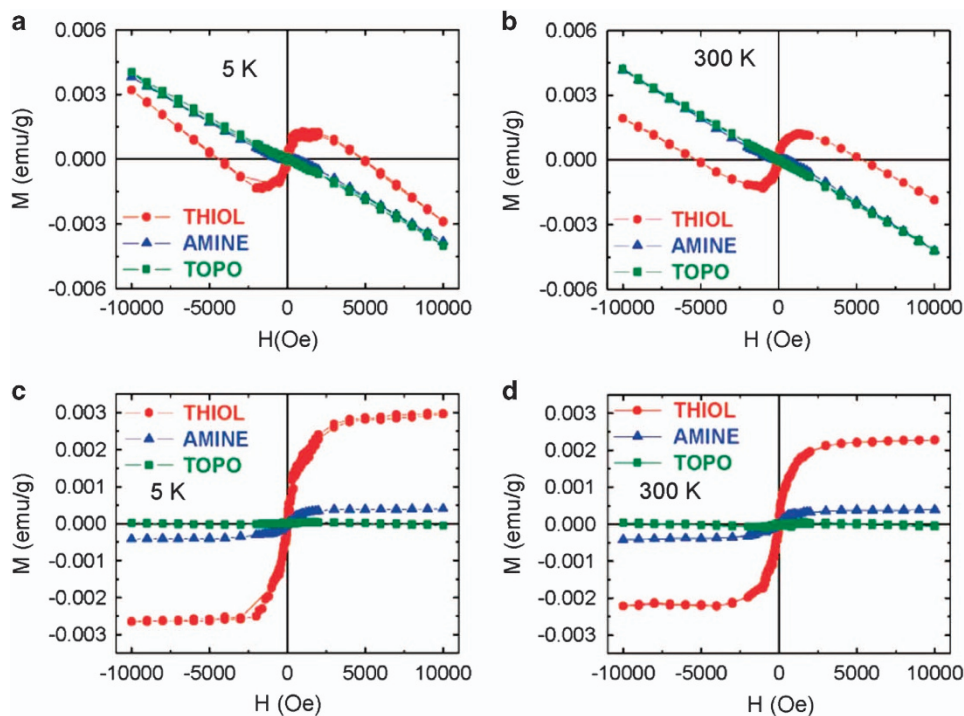 a
0.006
0.003
0.000
-0.003
-0.006
M (emu/g)
5 K
THIOL
AMINE
TOPO
-10000 -5000 0 5000 10000
H(Oe)
b
0.006
0.003
0.000
-0.003
-0.006
M (emu/g)
300 K
THIOL
AMINE
TOPO
-10000 -5000 0 5000 10000
H (Oe)
c
0.003
0.002
0.001
0.000
-0.001
-0.002
-0.003
M (emu/g)
THIOL
AMINE
TOPO
5 K
-10000 -5000 0 5000 10000
H (Oe)
d
0.003
0.002
0.001
0.000
-0.001
-0.002
-0.003
M (emu/g)
THIOL
AMINE
TOPO
300 K
-10000 -5000 0 5000 10000
H (Oe)